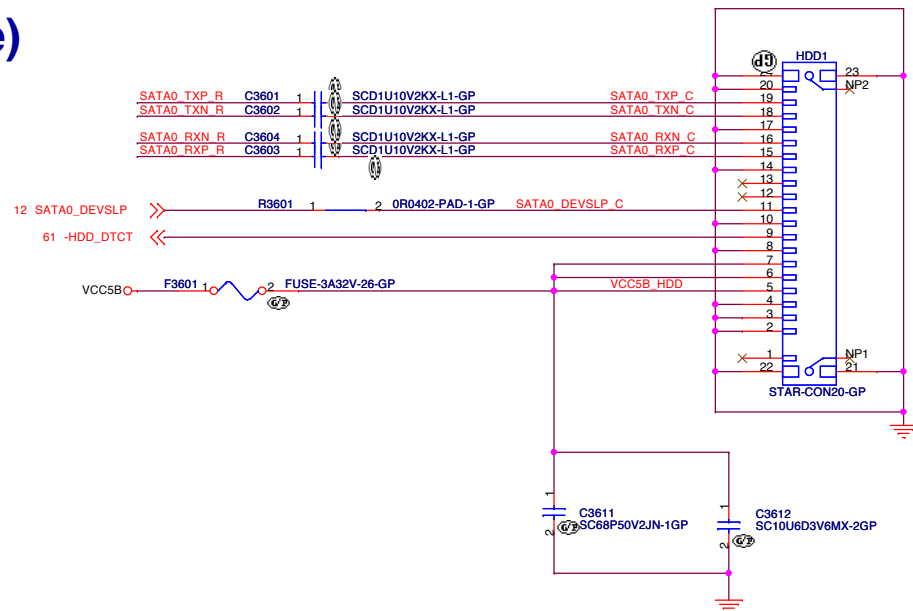 e)
HDD1
GP
23
NP2
20
SATA0_TXP_R C3601 1 SCD1U10V2KX-L1-GP SATA0_TXP_C 19
SATA0_TXN_R C3602 1 SCD1U10V2KX-L1-GP SATA0_TXN_C 18
17
SATA0_RXN_R C3604 1 SCD1U10V2KX-L1-GP SATA0_RXN_C 16
SATA0_RXP_R C3603 1 SCD1U10V2KX-L1-GP SATA0_RXP_C 15
14
13
12
12 SATA0_DEVSLP R3601 1 2 0R0402-PAD-1-GP SATA0_DEVSLP_C 11
10
61 -HDD_DTCT 9
8
7
6
VCC5B F3601 1 2 FUSE-3A32V-26-GP VCC5B_HDD 5
G/P
4
3
2
1 NP1
22 21
STAR-CON20-GP
1
C3611
SC68P50V2JN-1GP
2 G/P
1
C3612
SC10U6D3V6MX-2GP
2 G/P